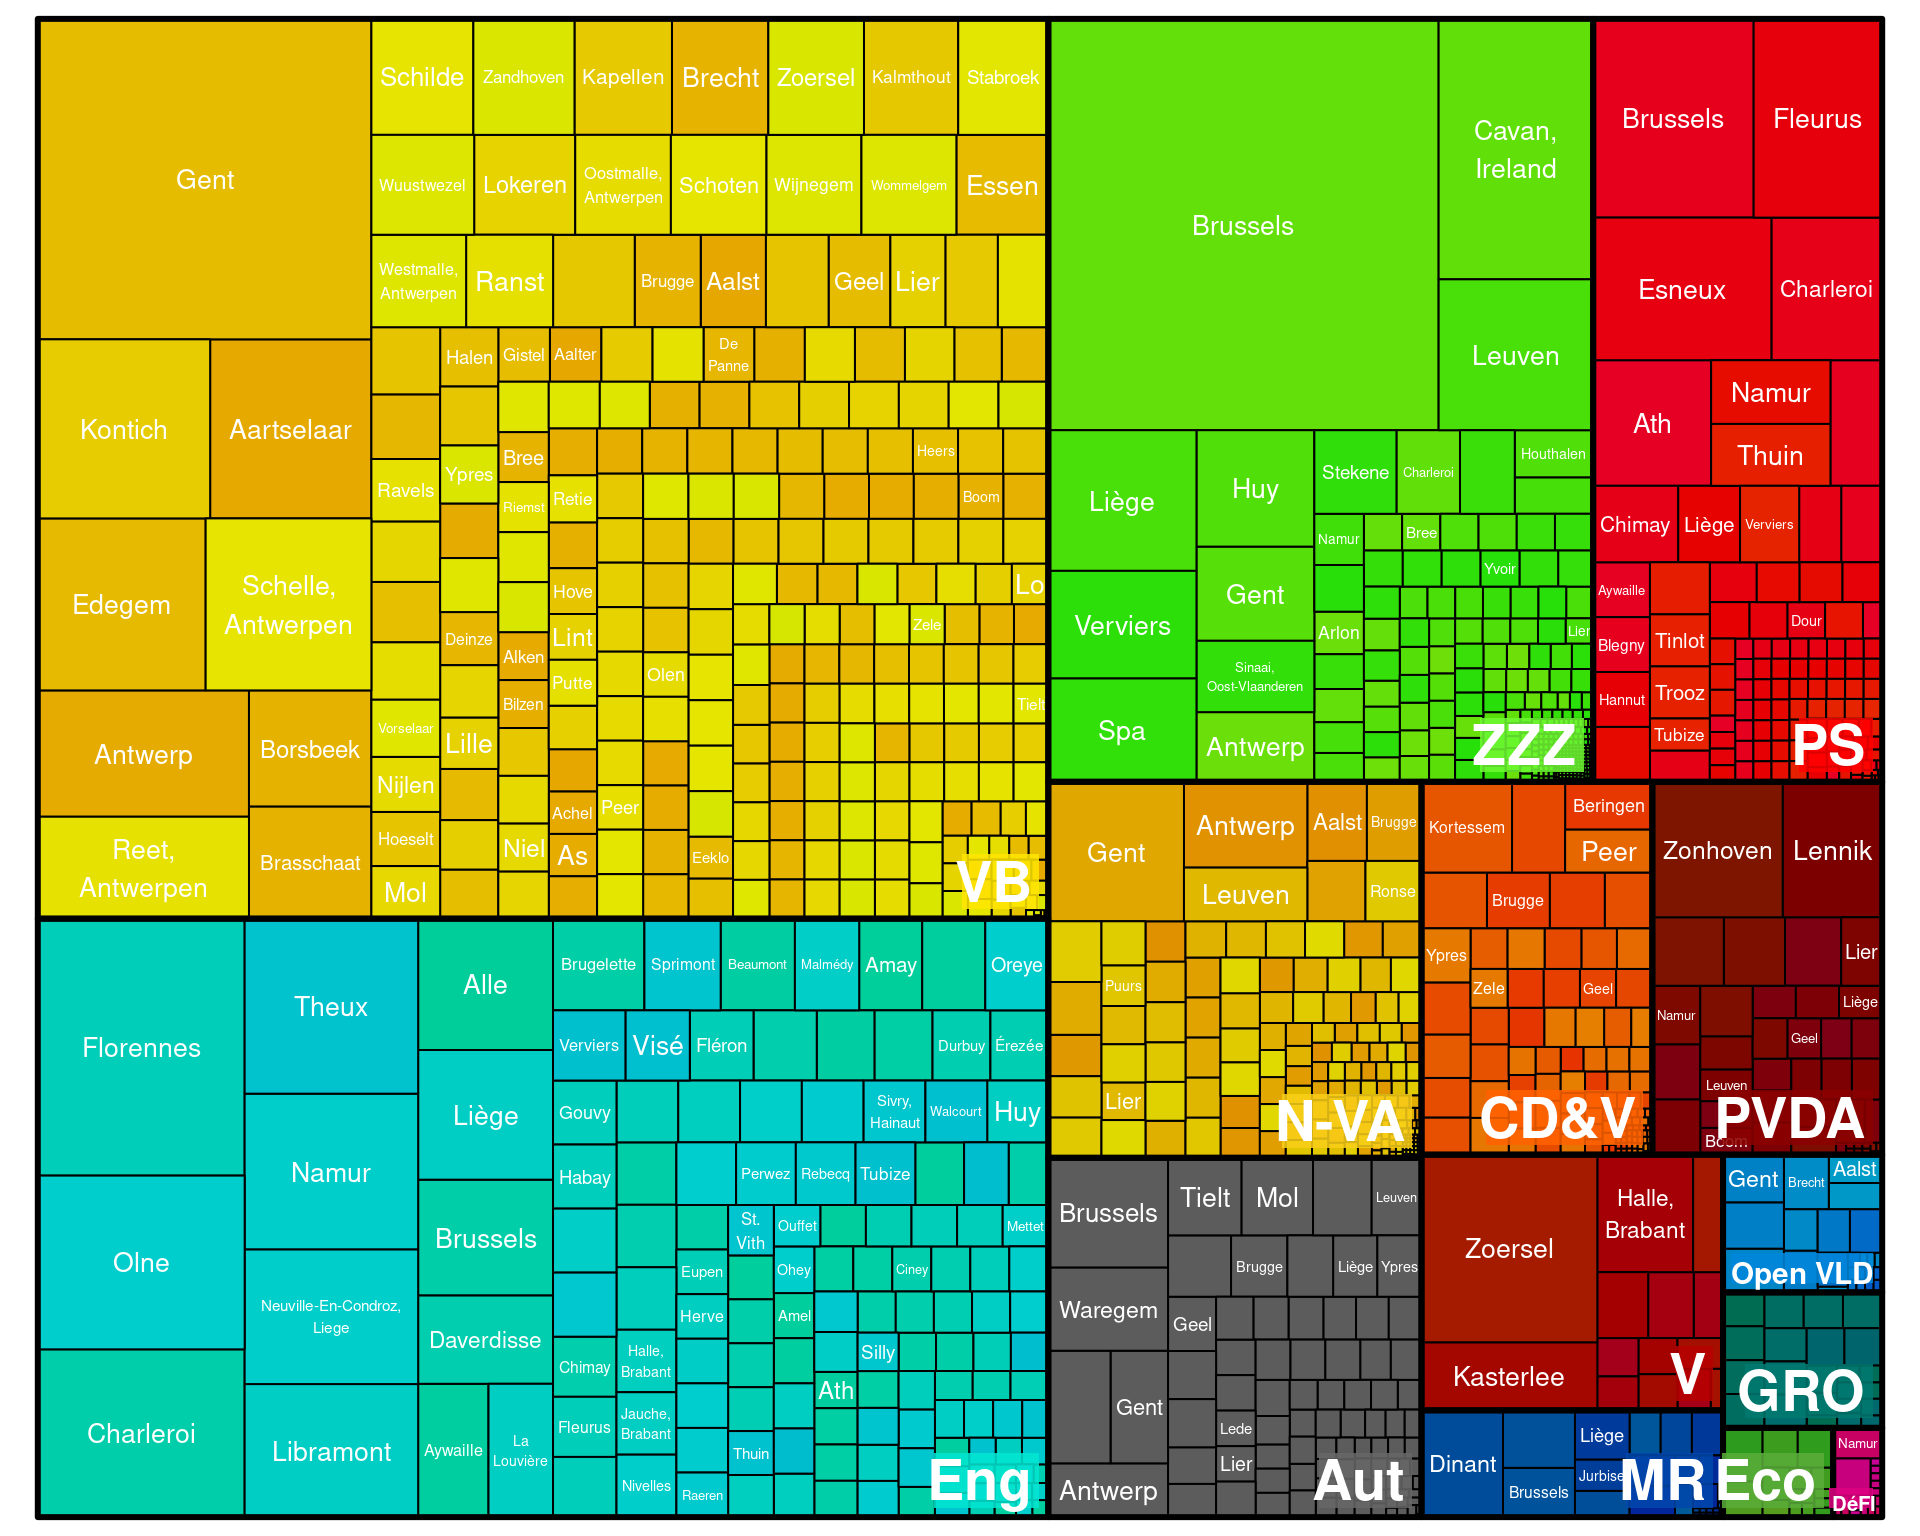 Gent
Schilde
Zandhoven
Kapellen
Brecht
Zoersel
Kalmthout
Stabroek
Wuustwezel
Lokeren
Oostmalle,
Antwerpen
Schoten
Wijnegem
Wommelgem
Essen
Westmalle,
Antwerpen
Ranst
Brugge
Aalst
Geel
Lier
Halen
Gistel
Aalter
De
Panne
Kontich
Aartselaar
Ravels
Ypres
Bree
Riemst
Retie
Heers
Boom
Edegem
Schelle,
Antwerpen
Hove
Lo
Deinze
Alken
Lint
Zele
Putte
Olen
Bilzen
Tielt
Antwerp
Borsbeek
Vorselaar
Lille
Nijlen
Achel
Peer
Reet,
Antwerpen
Brasschaat
Hoeselt
Niel
As
Eeklo
Mol
VB
Brussels
Cavan,
Ireland
Leuven
Liège
Huy
Stekene
Charleroi
Houthalen
Namur
Bree
Yvoir
Verviers
Gent
Arlon
Lier
Sinaai,
Oost-Vlaanderen
Spa
Antwerp
ZZZ
Brussels
Fleurus
Esneux
Charleroi
Ath
Namur
Thuin
Chimay
Liège
Verviers
Aywaille
Blegny
Tinlot
Dour
Hannut
Trooz
Tubize
PS
Gent
Antwerp
Aalst
Brugge
Leuven
Ronse
Puurs
Lier
N-VA
Kortessem
Beringen
Peer
Brugge
Ypres
Zele
Geel
CD&V
Zonhoven
Lennik
Lier
Namur
Liège
Geel
Leuven
Boom
PVDA
Florennes
Theux
Alle
Brugelette
Sprimont
Beaumont
Malmédy
Amay
Oreye
Verviers
Visé
Fléron
Durbuy
Érezée
Liège
Gouvy
Sivry,
Hainaut
Walcourt
Huy
Namur
Habay
Perwez
Rebecq
Tubize
Olne
Brussels
St.
Vith
Ouffet
Mettet
Neuville-En-Condroz,
Liege
Eupen
Ohey
Ciney
Herve
Amel
Daverdisse
Chimay
Halle,
Brabant
Silly
Ath
Charleroi
Libramont
Aywaille
La
Louvière
Fleurus
Jauche,
Brabant
Thuin
Nivelles
Raeren
Eng
Brussels
Tielt
Mol
Leuven
Brugge
Liège
Ypres
Waregem
Geel
Gent
Lede
Lier
Antwerp
Aut
Zoersel
Halle,
Brabant
Kasterlee
V
Gent
Brecht
Aalst
Open VLD
GRO
Dinant
Liège
Jurbise
Brussels
MR
Eco
Namur
DéFI